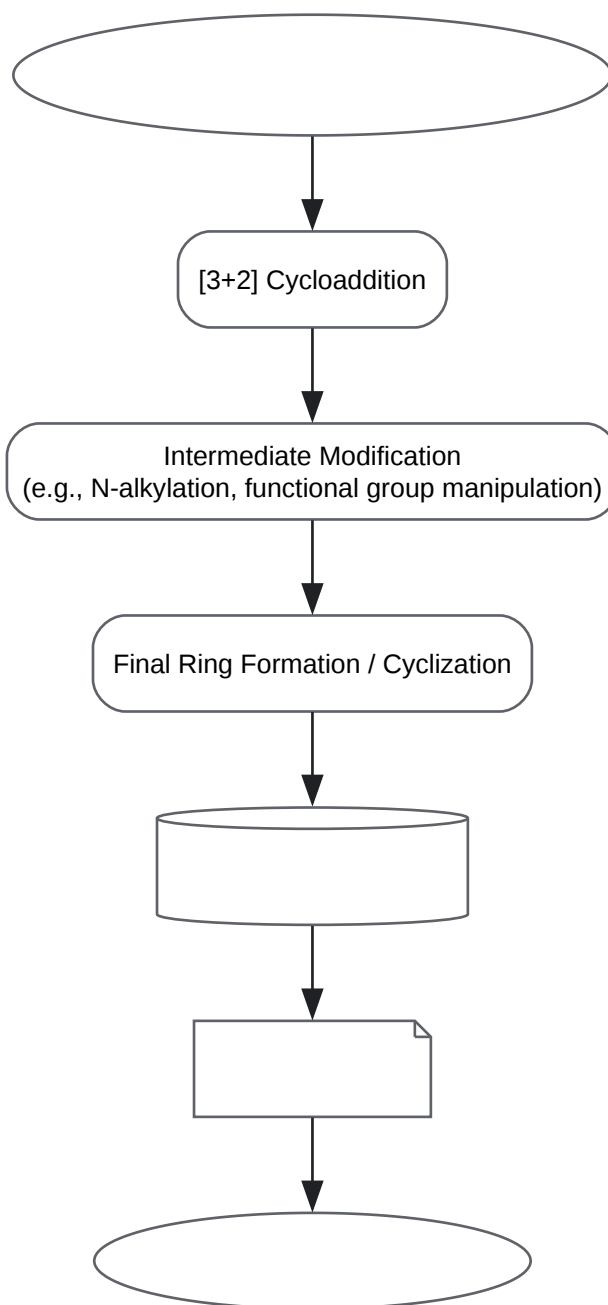 [3+2] Cycloaddition
Intermediate Modification
(e.g., N-alkylation, functional group manipulation)
Final Ring Formation / Cyclization